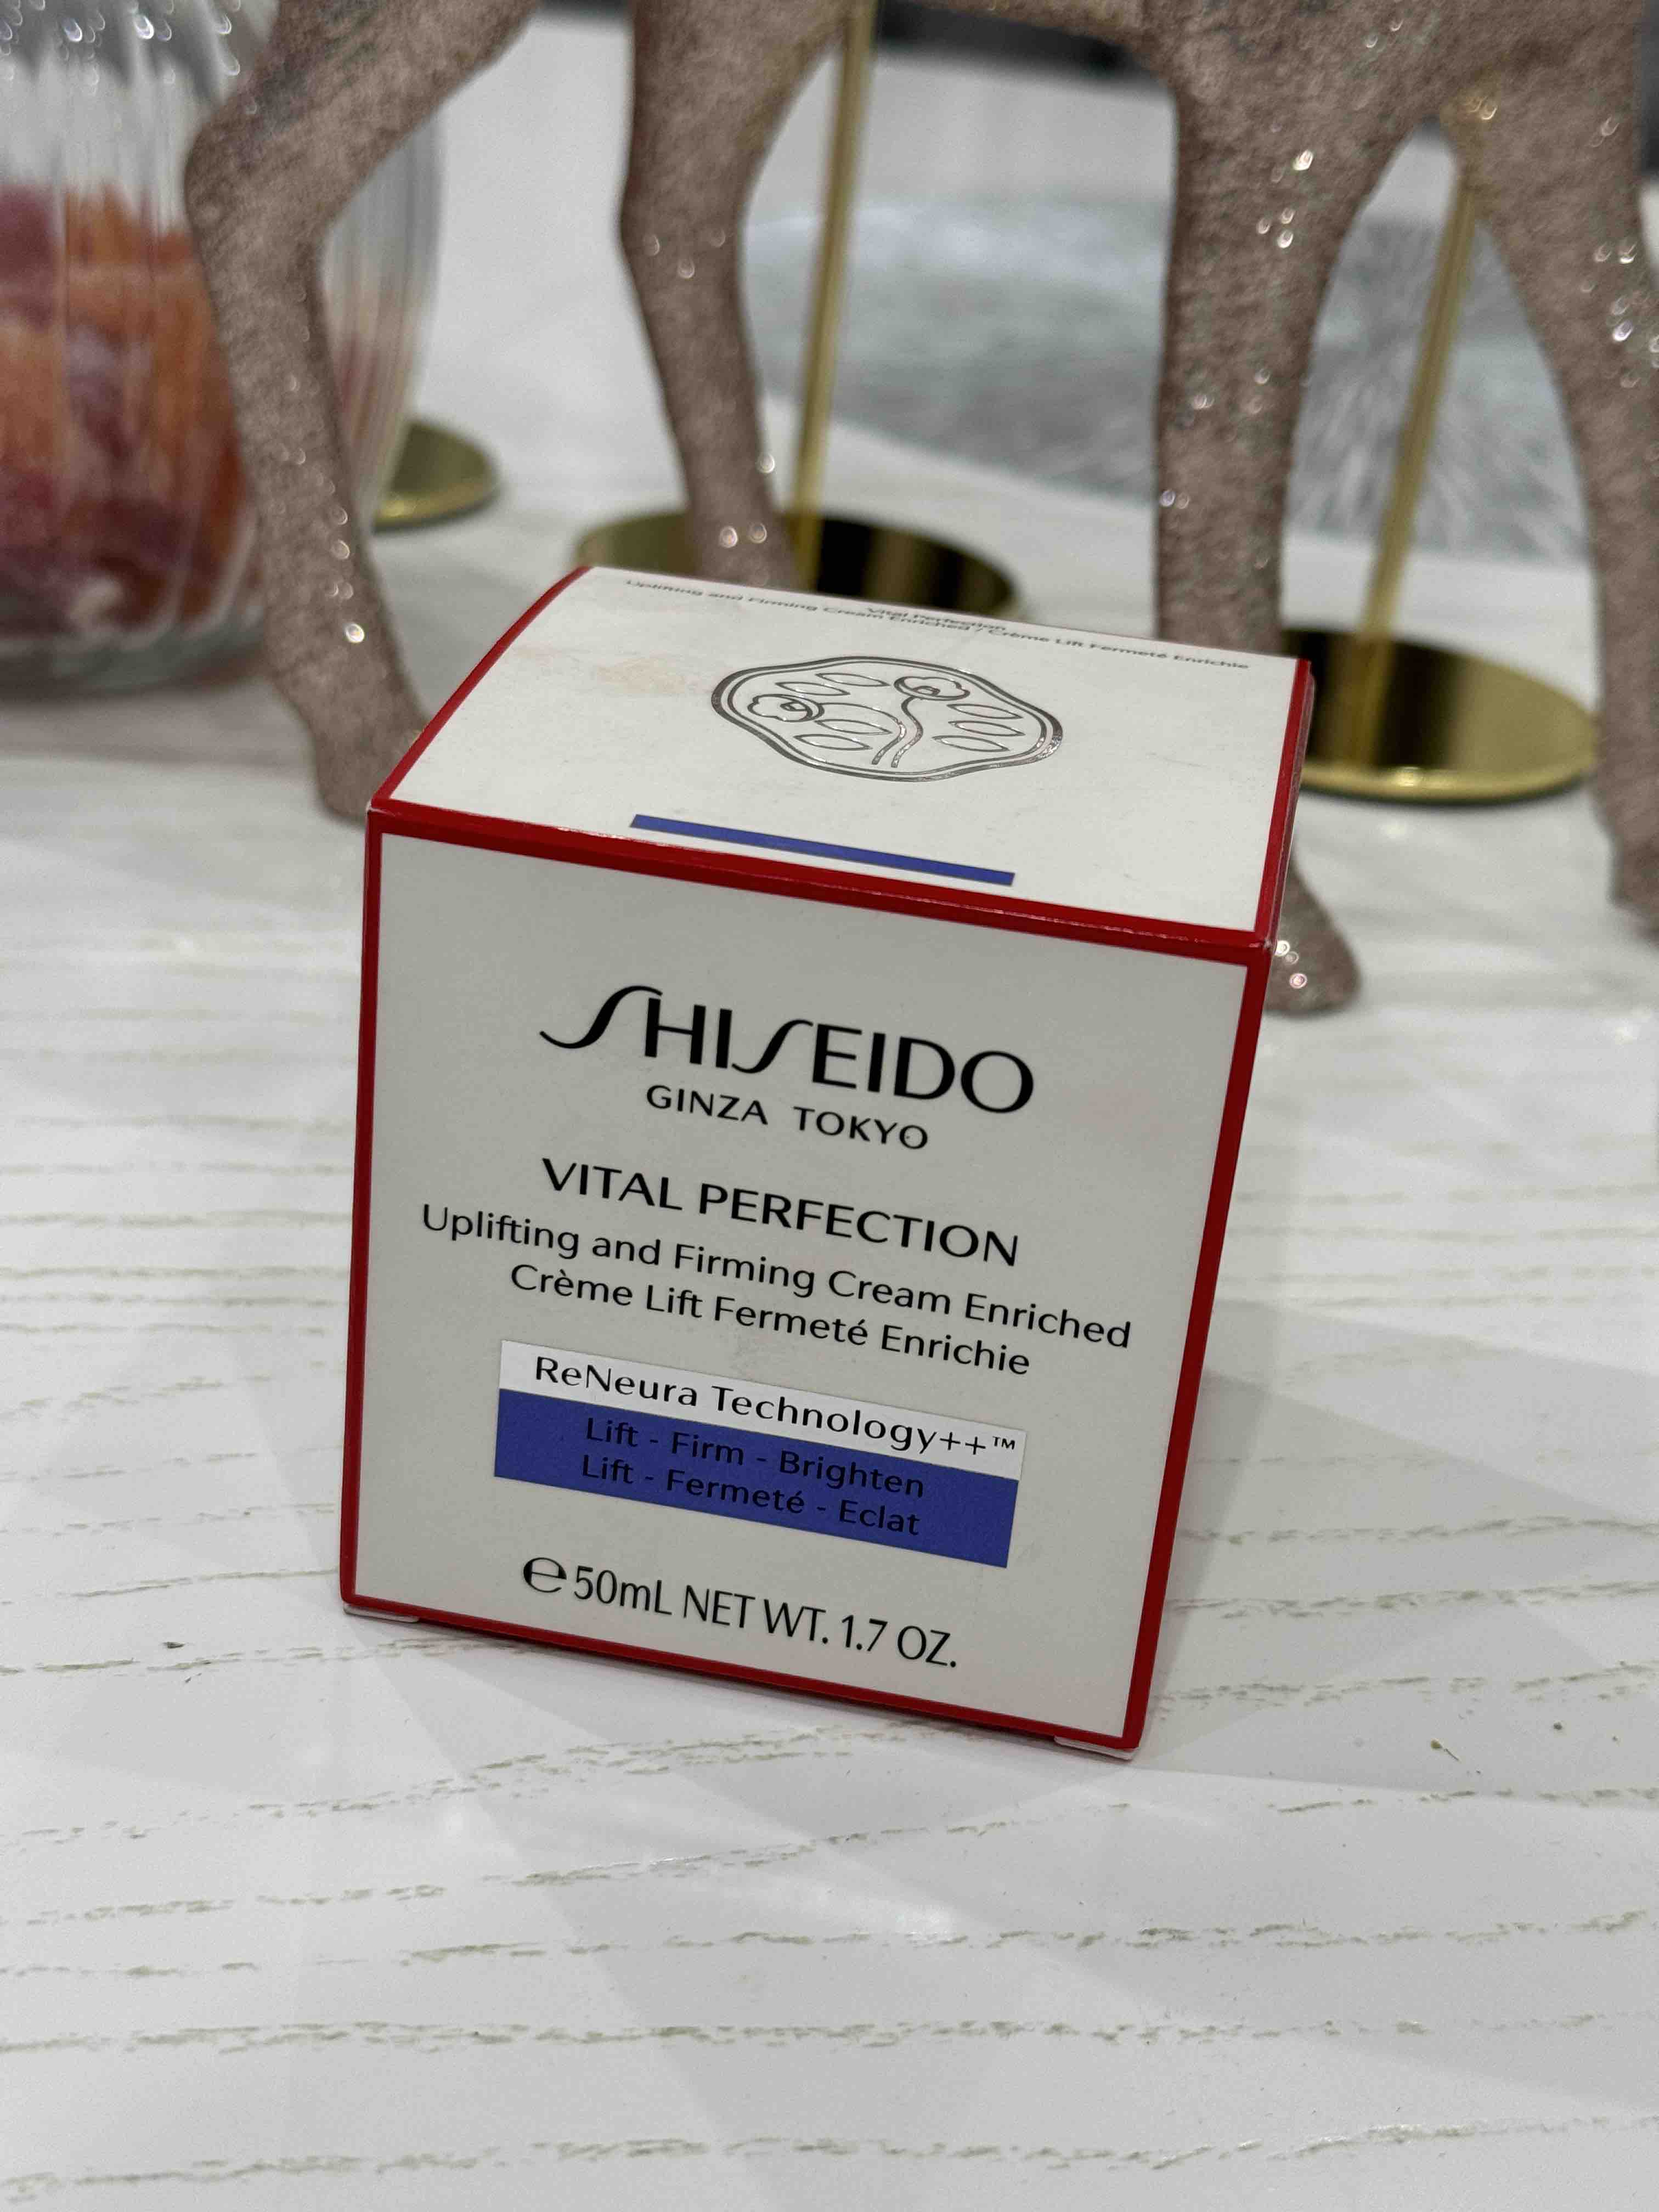 Vital Perfection
Uplifting and Firming Cream Enriched / Crème Lift Fermeté Enrichie
SHISEIDO
GINZA TOKYO
VITAL PERFECTION
Uplifting and Firming Cream Enriched
Crème Lift Fermeté Enrichie
ReNeura Technology++™
Lift - Firm - Brighten
Lift - Fermeté - Eclat
℮ 50mL NET WT. 1.7 OZ.